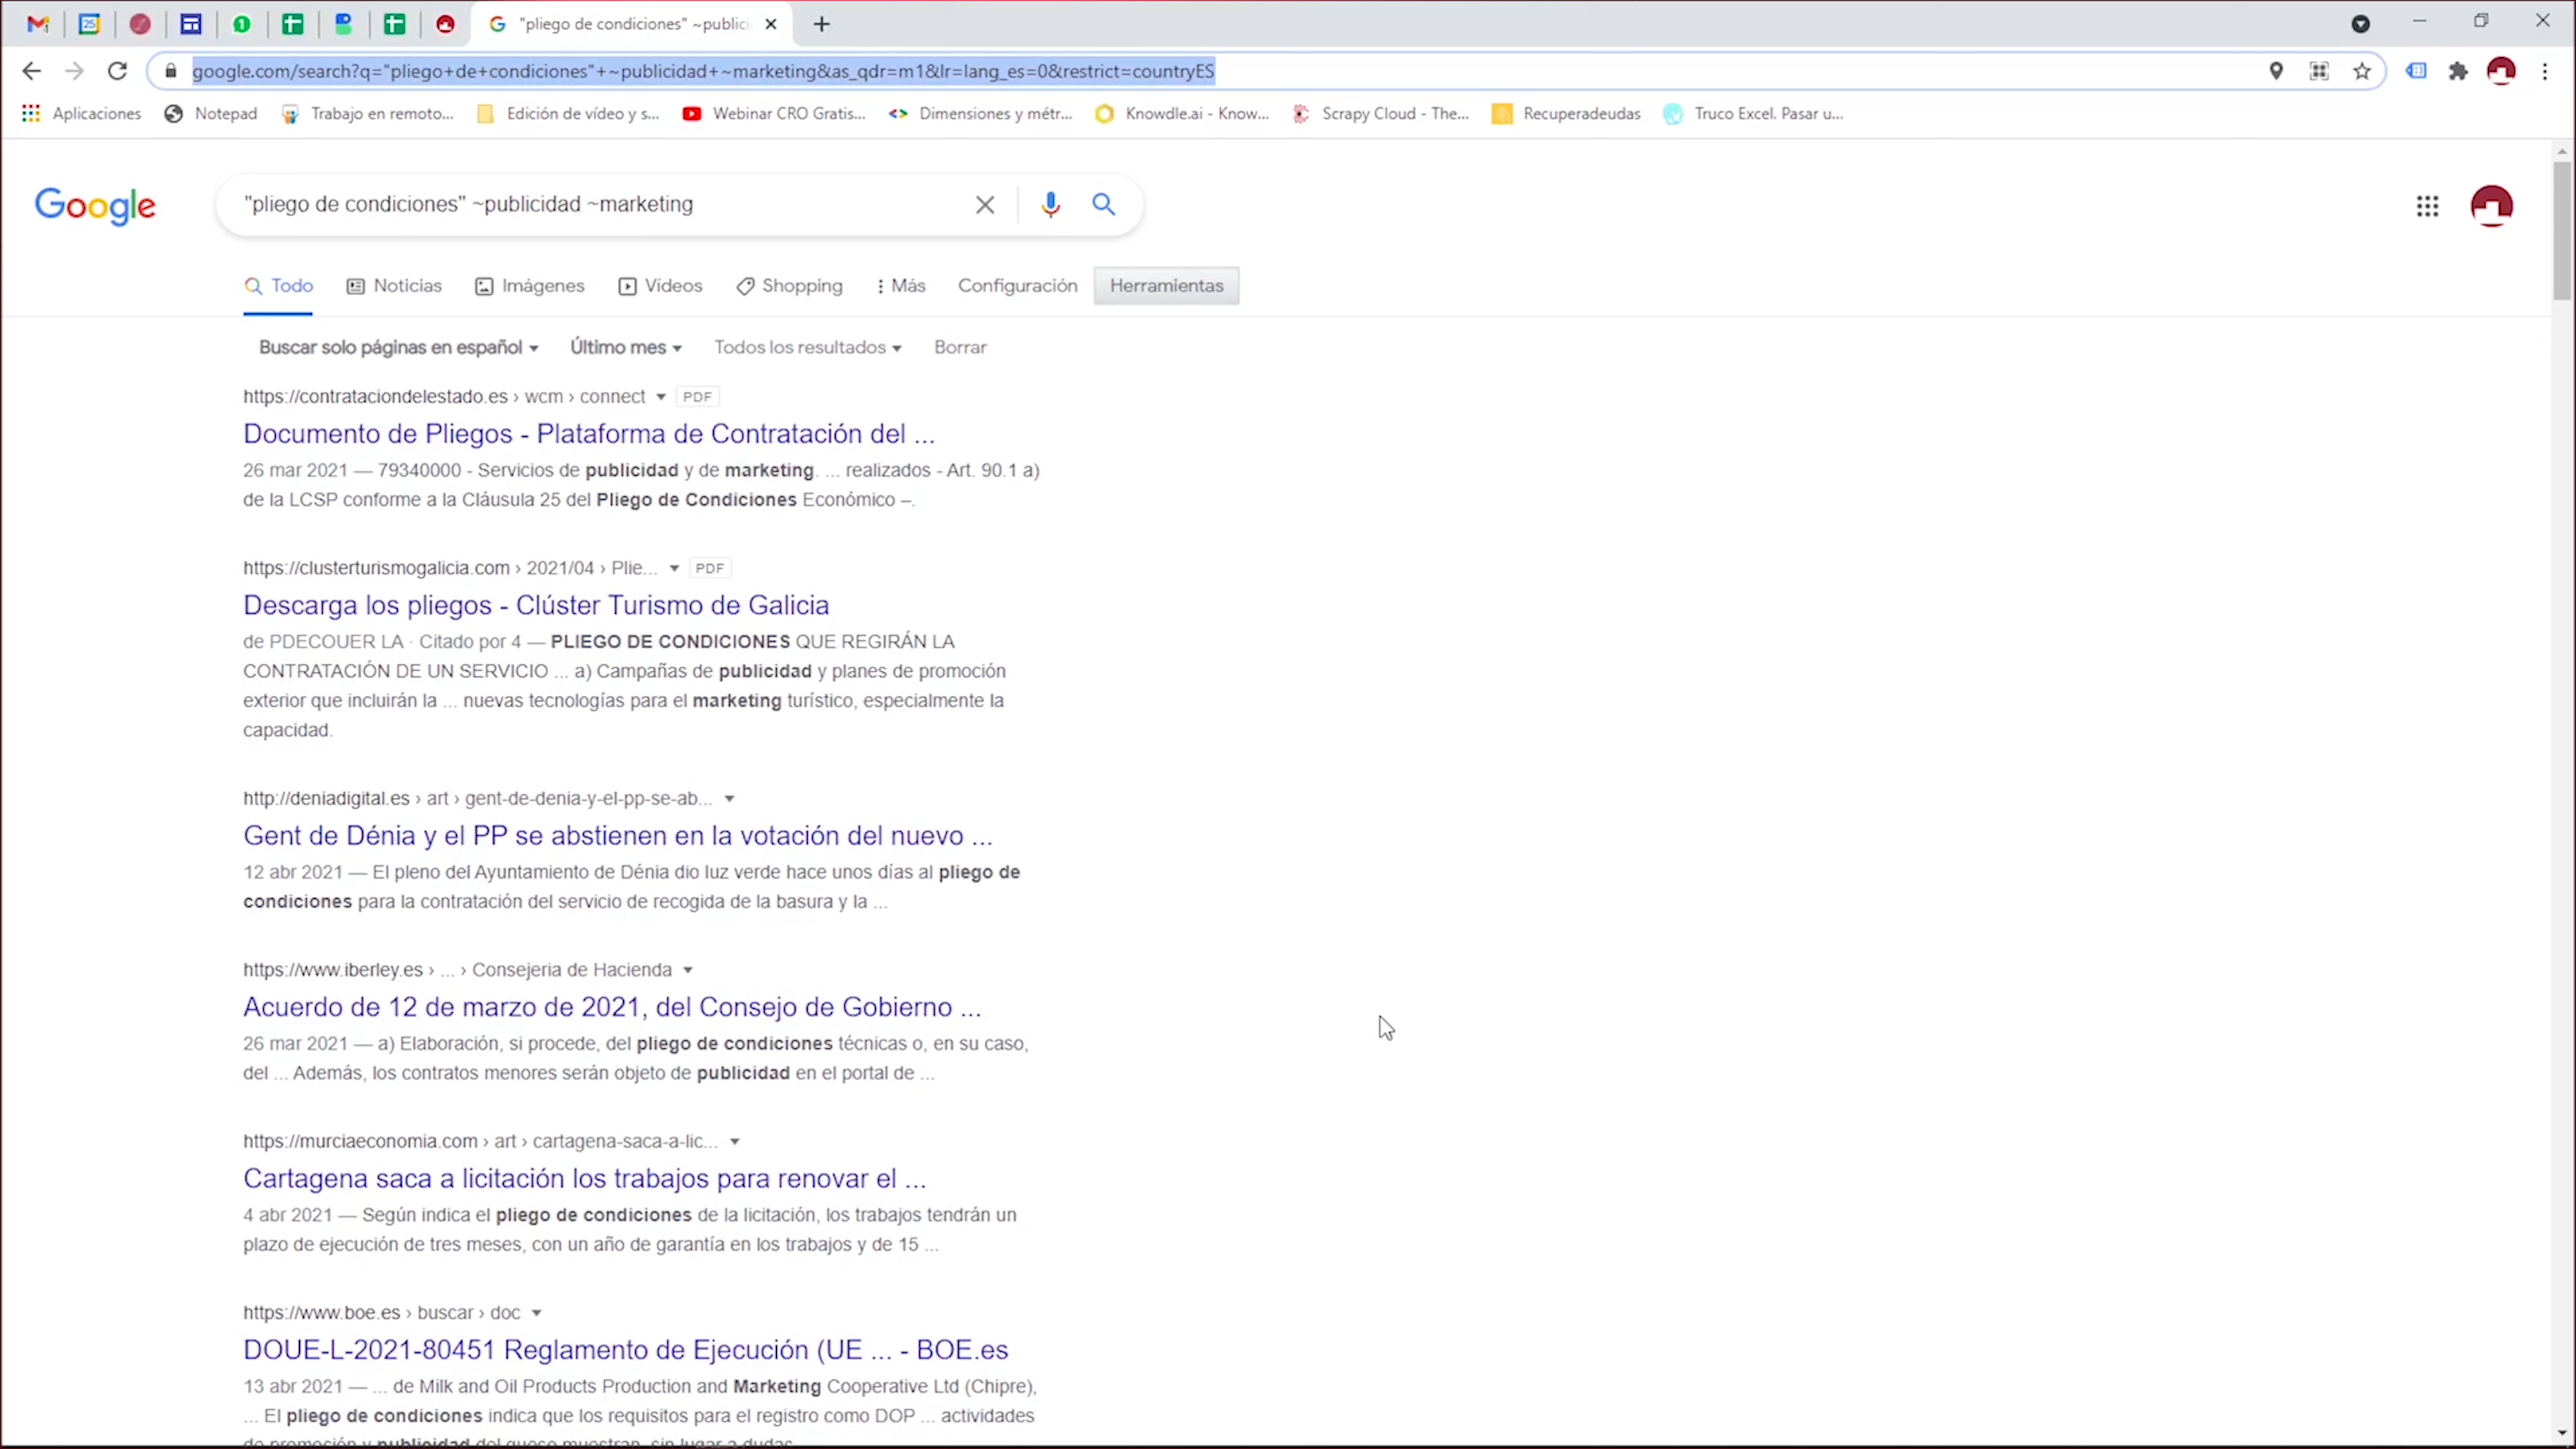 25
1
"pliego de condiciones" ~public
google.com/search?q="pliego+de+condiciones"+~publicidad+~marketing&as_qdr=m1&lr=lang_es=0&restrict=countryES
Aplicaciones Notepad Trabajo en remoto... Edición de vídeo y s... Webinar CRO Gratis... Dimensiones y métr... Knowdle.ai - Know... Scrapy Cloud - The... Recuperadeudas Truco Excel. Pasar u...
Google
"pliego de condiciones" ~publicidad ~marketing
Todo Noticias Imágenes Vídeos Shopping Más Configuración Herramientas
Buscar solo páginas en español Último mes Todos los resultados Borrar
https://contrataciondelestado.es › wcm › connect PDF
Documento de Pliegos - Plataforma de Contratación del ...
26 mar 2021 — 79340000 - Servicios de publicidad y de marketing. ... realizados - Art. 90.1 a)
de la LCSP conforme a la Cláusula 25 del Pliego de Condiciones Económico –.
https://clusterturismogalicia.com › 2021/04 › Plie... PDF
Descarga los pliegos - Clúster Turismo de Galicia
de PDECOUER LA · Citado por 4 — PLIEGO DE CONDICIONES QUE REGIRÁN LA
CONTRATACIÓN DE UN SERVICIO ... a) Campañas de publicidad y planes de promoción
exterior que incluirán la ... nuevas tecnologías para el marketing turístico, especialmente la
capacidad.
http://deniadigital.es › art › gent-de-denia-y-el-pp-se-ab...
Gent de Dénia y el PP se abstienen en la votación del nuevo ...
12 abr 2021 — El pleno del Ayuntamiento de Dénia dio luz verde hace unos días al pliego de
condiciones para la contratación del servicio de recogida de la basura y la ...
https://www.iberley.es › ... › Consejeria de Hacienda
Acuerdo de 12 de marzo de 2021, del Consejo de Gobierno ...
26 mar 2021 — a) Elaboración, si procede, del pliego de condiciones técnicas o, en su caso,
del ... Además, los contratos menores serán objeto de publicidad en el portal de ...
https://murciaeconomia.com › art › cartagena-saca-a-lic...
Cartagena saca a licitación los trabajos para renovar el ...
4 abr 2021 — Según indica el pliego de condiciones de la licitación, los trabajos tendrán un
plazo de ejecución de tres meses, con un año de garantía en los trabajos y de 15 ...
https://www.boe.es › buscar › doc
DOUE-L-2021-80451 Reglamento de Ejecución (UE ... - BOE.es
13 abr 2021 — ... de Milk and Oil Products Production and Marketing Cooperative Ltd (Chipre),
... El pliego de condiciones indica que los requisitos para el registro como DOP ... actividades
de promoción y publicidad del queso muestran, sin lugar a dudas,